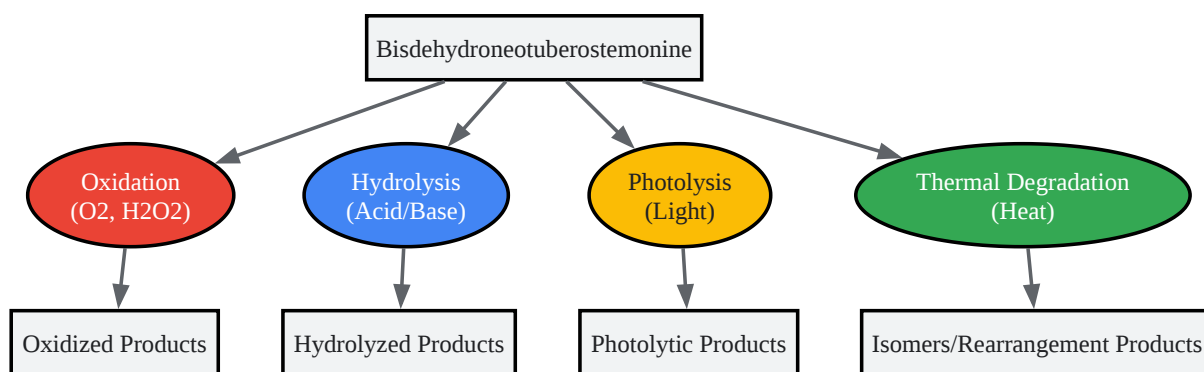 Bisdehydroneotuberostemonine
Oxidation
(O2, H2O2)
Hydrolysis
(Acid/Base)
Photolysis
(Light)
Thermal Degradation
(Heat)
Oxidized Products
Hydrolyzed Products
Photolytic Products
Isomers/Rearrangement Products